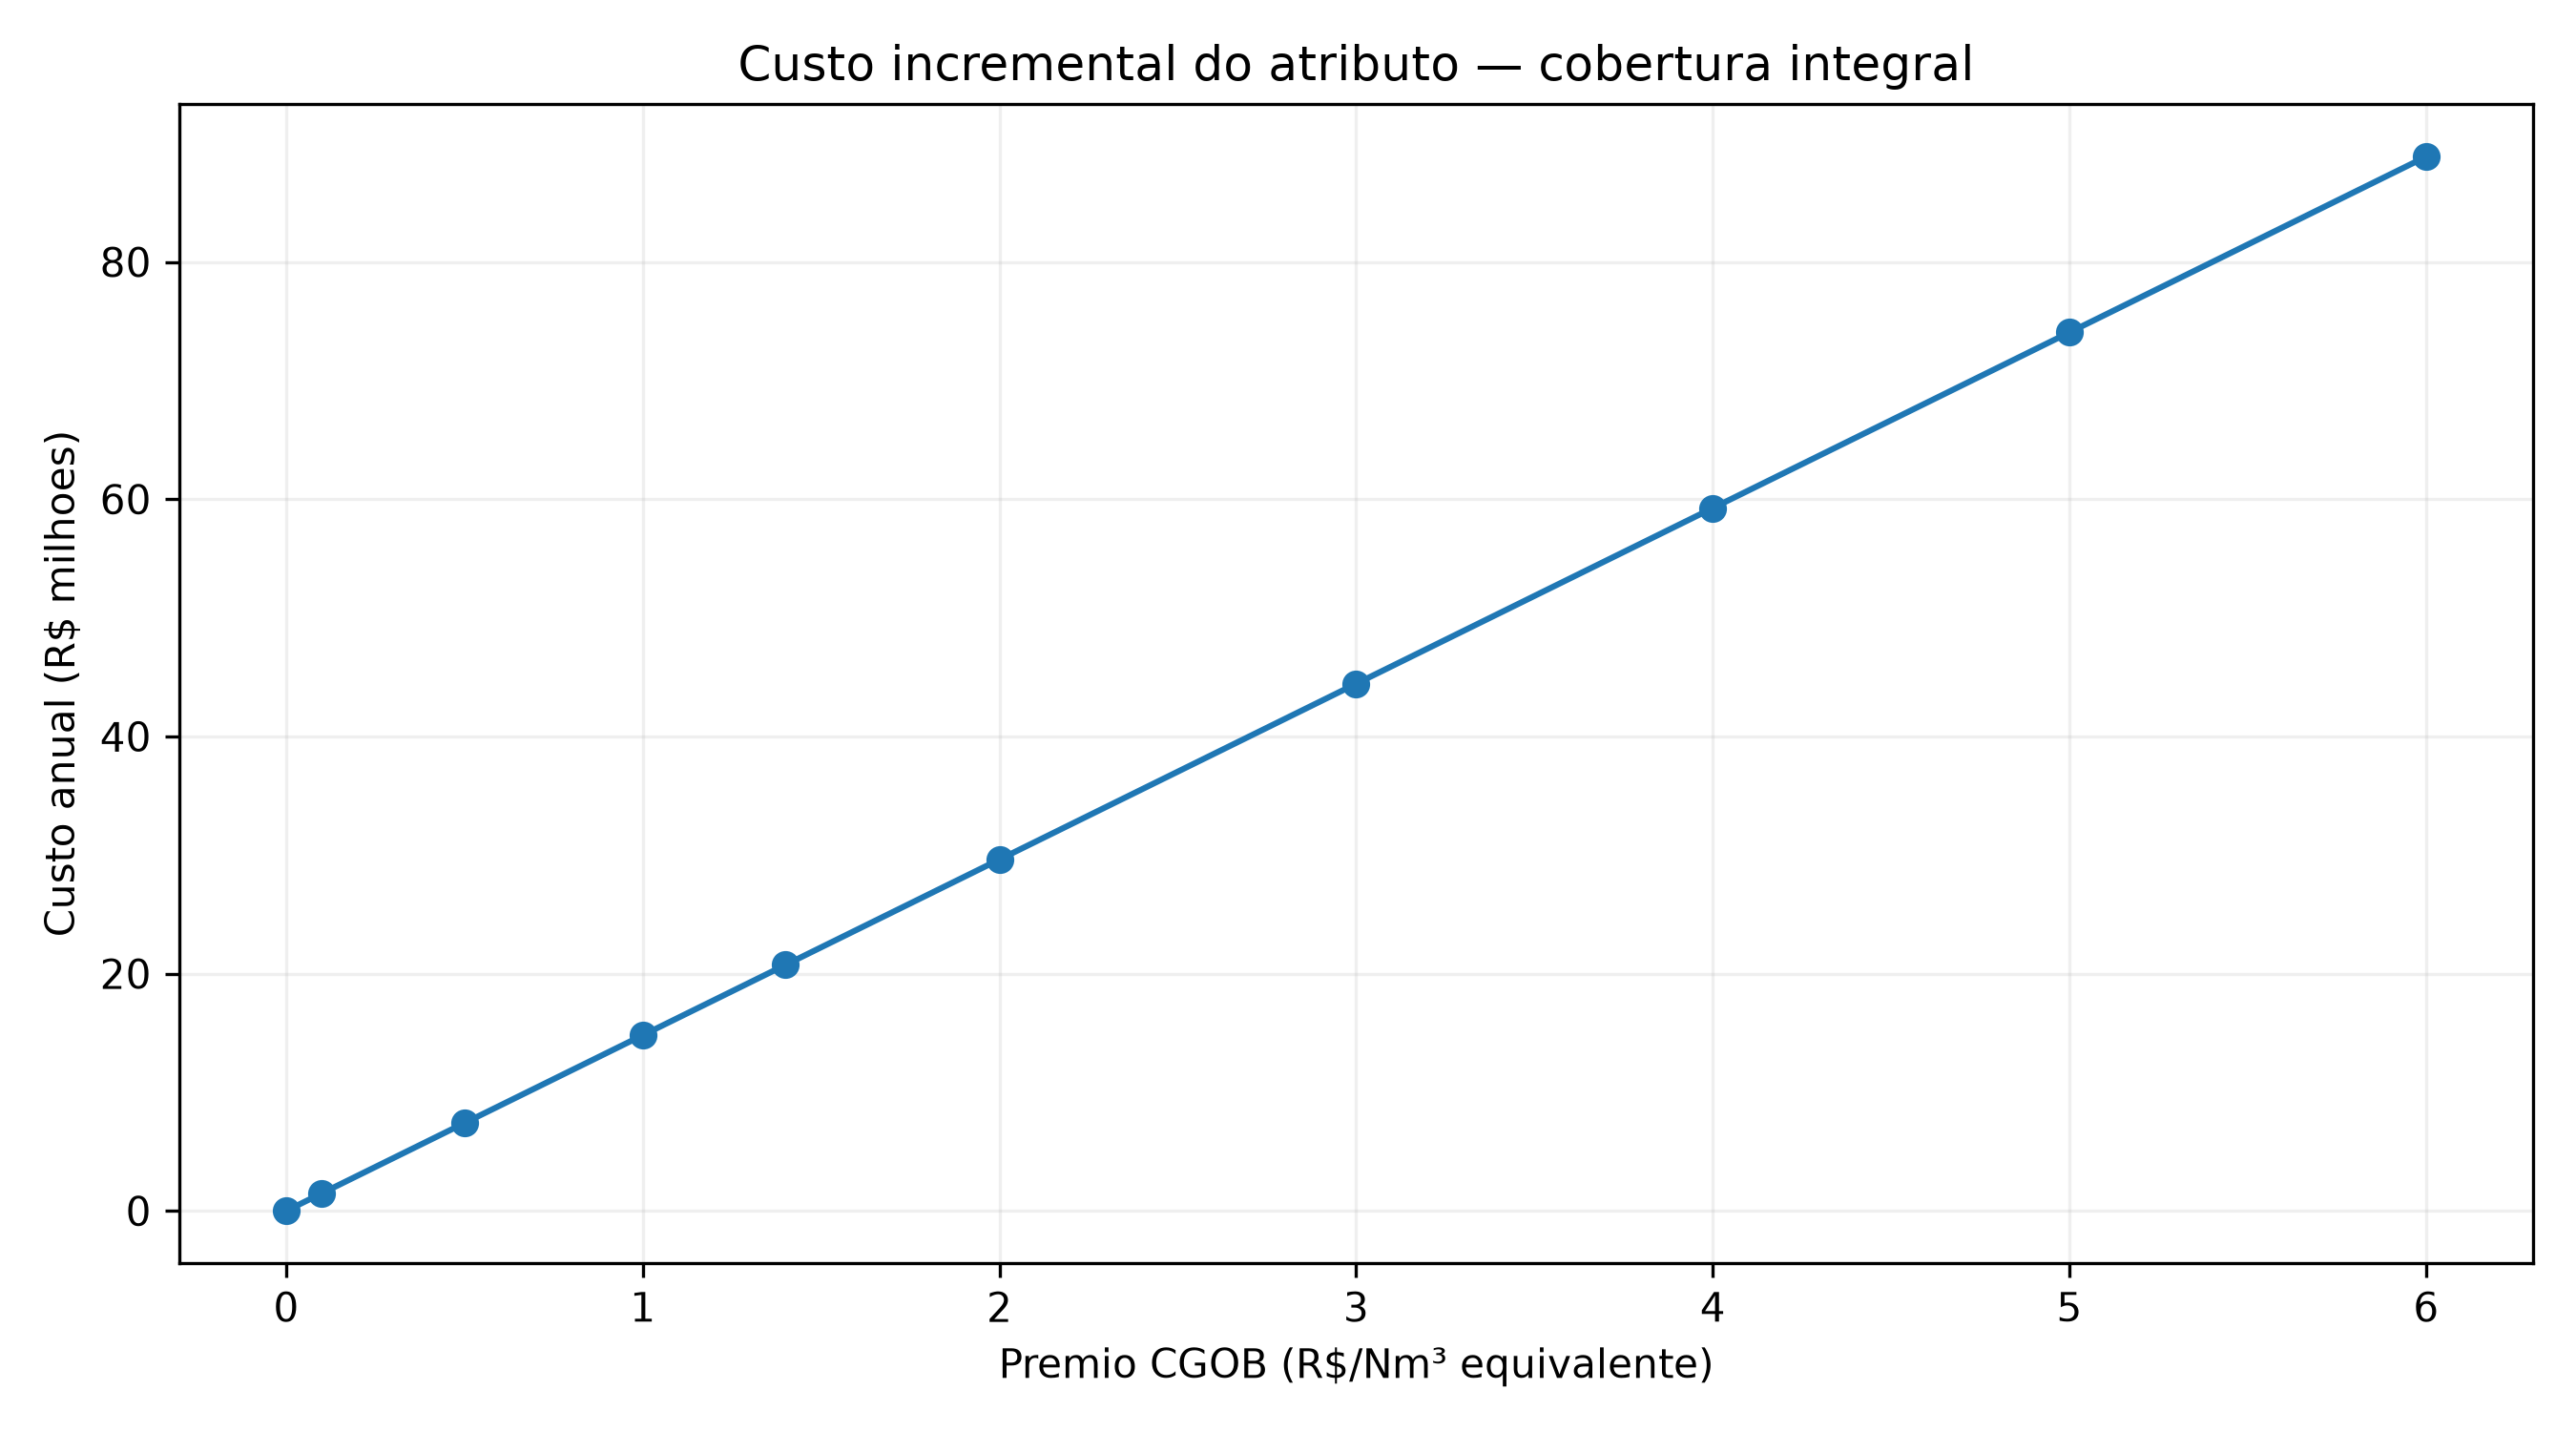 Custo incremental do atributo — cobertura integral
Custo anual (R$ milhoes)
80
60
40
20
0
0 1 2 3 4 5 6
Premio CGOB (R$/Nm³ equivalente)